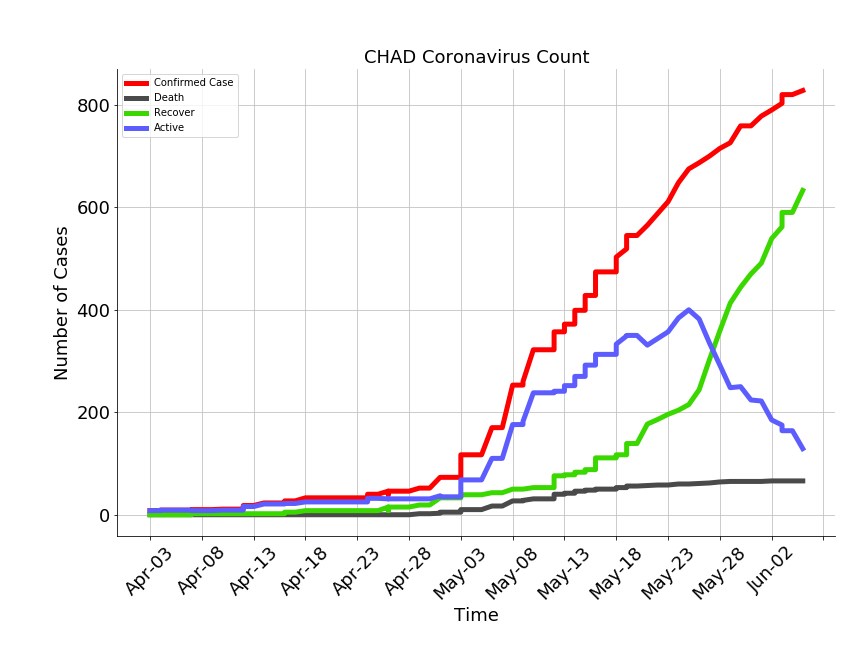 CHAD Coronavirus Count
Confirmed Case
Death
Recover
Active
800
600
400
200
0
Number of Cases
Apr-03
Apr-08
Apr-13
Apr-18
Apr-23
Apr-28
May-03
May-08
May-13
May-18
May-23
May-28
Jun-02
Time